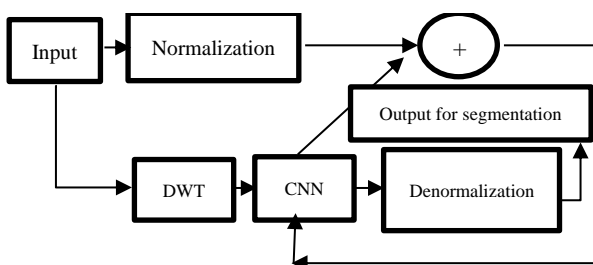 Input
Normalization
+
Output for segmentation
DWT
CNN
Denormalization